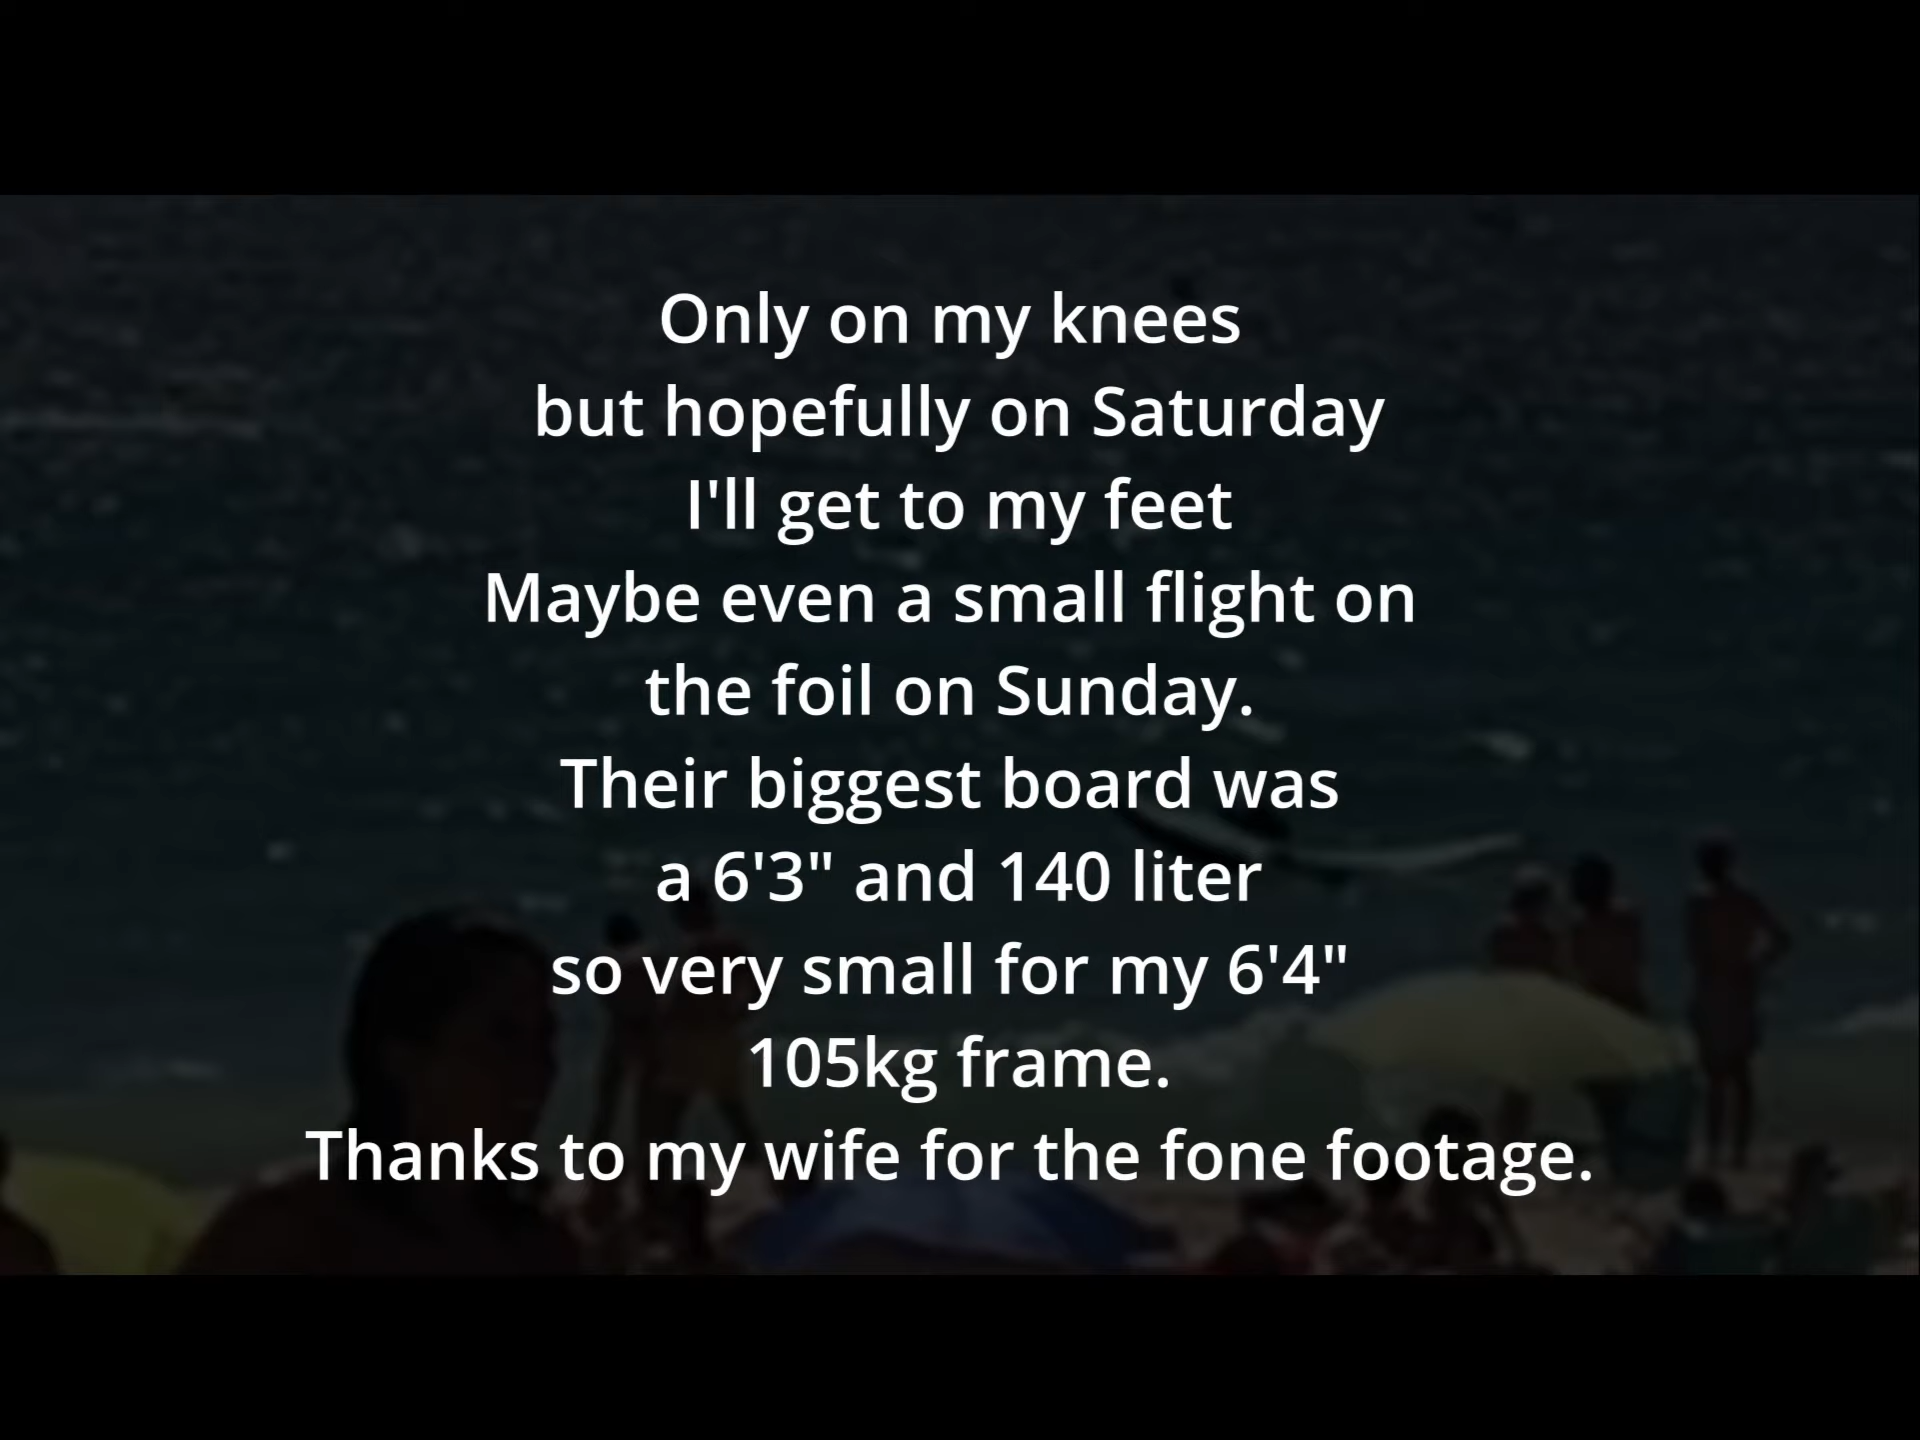 Only on my knees
but hopefully on Saturday
I'll get to my feet
Maybe even a small flight on
the foil on Sunday.
Their biggest board was
a 6'3" and 140 liter
so very small for my 6'4"
105kg frame.
Thanks to my wife for the fone footage.